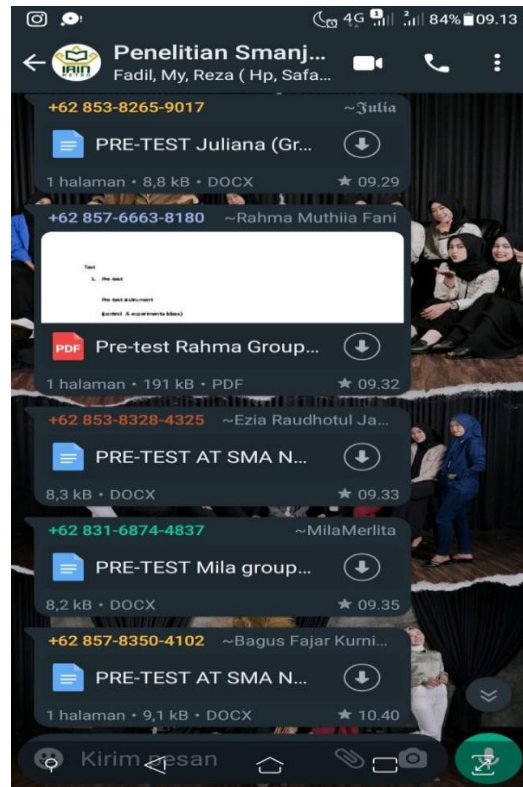 4G 84% 09.13
IAIN
Penelitian Smanj...
Fadil, My, Reza ( Hp, Safa...
+62 853-8265-9017 ~Julia
PRE-TEST Juliana (Gr...
1 halaman • 8,8 kB • DOCX ★ 09.29
+62 857-6663-8180 ~Rahma Muthiia Fani
Test
1. Pre-test
Pre-test instrument
(control & experimenta klass)
PDF Pre-test Rahma Group...
1 halaman • 191 kB • PDF ★ 09.32
+62 853-8328-4325 ~Ezia Raudhotul Ja...
PRE-TEST AT SMA N...
8,3 kB • DOCX ★ 09.33
+62 831-6874-4837 ~MilaMerlita
PRE-TEST Mila group...
8,2 kB • DOCX ★ 09.35
+62 857-8350-4102 ~Bagus Fajar Kurni...
PRE-TEST AT SMA N...
1 halaman • 9,1 kB • DOCX ★ 10.40
Kirim pesan